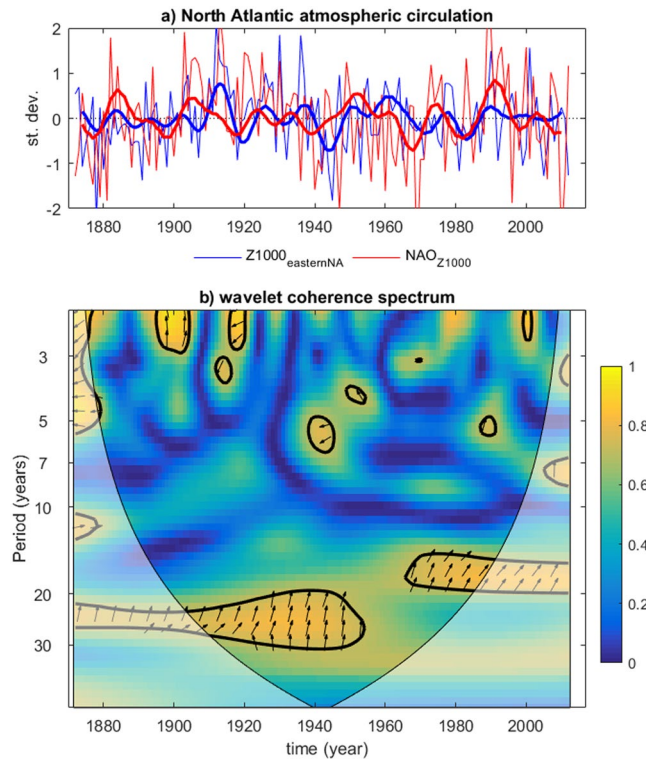 a) North Atlantic atmospheric circulation
2
1
0
-1
-2
st. dev.
1880 1900 1920 1940 1960 1980 2000
Z1000easternNA NAOZ1000
b) wavelet coherence spectrum
3
5
7
10
20
30
Period (years)
1880 1900 1920 1940 1960 1980 2000
time (year)
1
0.8
0.6
0.4
0.2
0